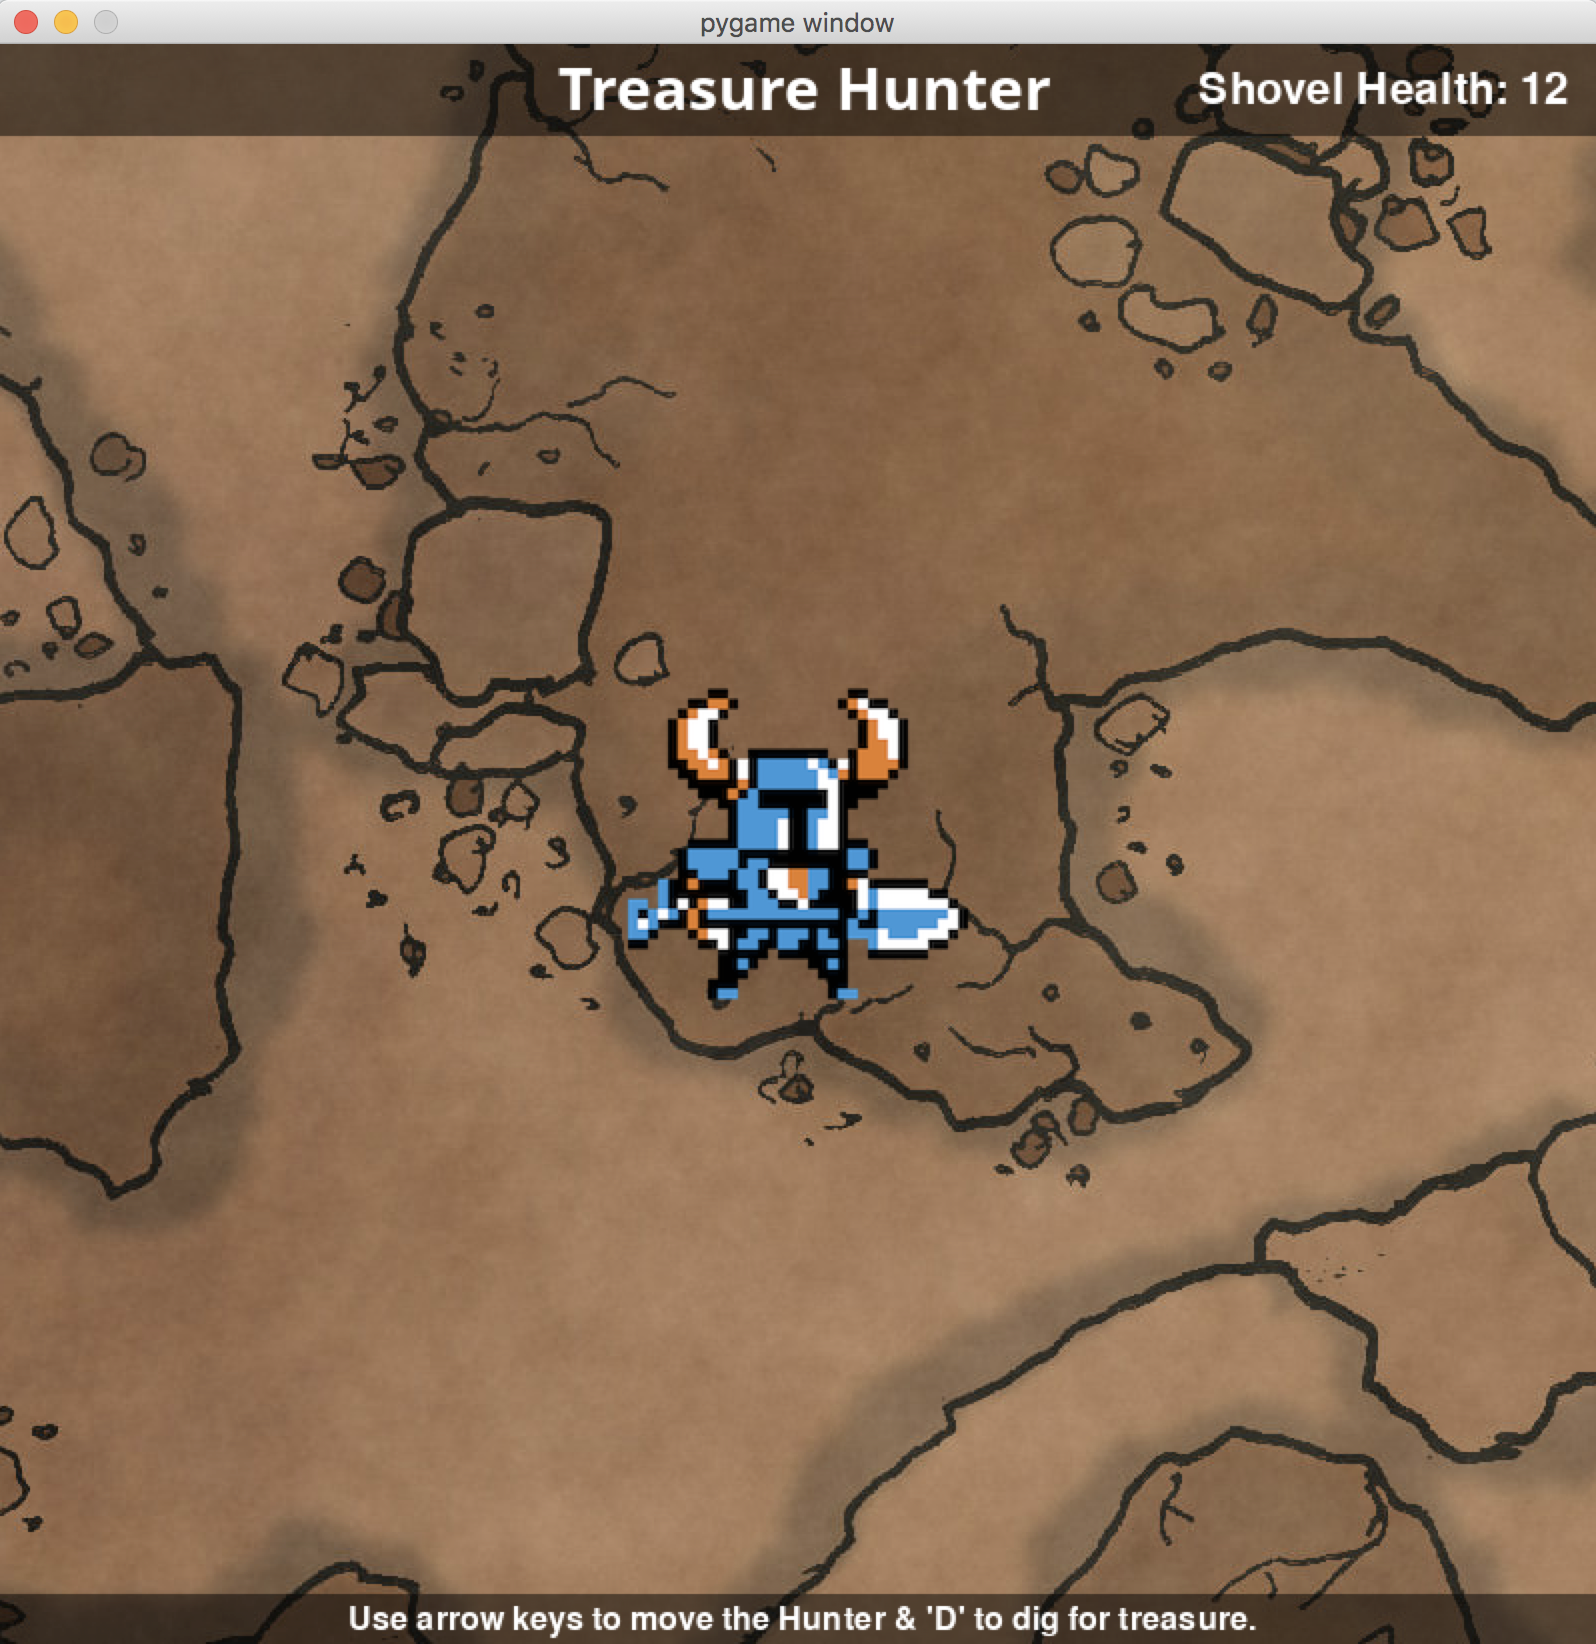 pygame window
Treasure Hunter
Shovel Health: 12
Use arrow keys to move the Hunter & 'D' to dig for treasure.